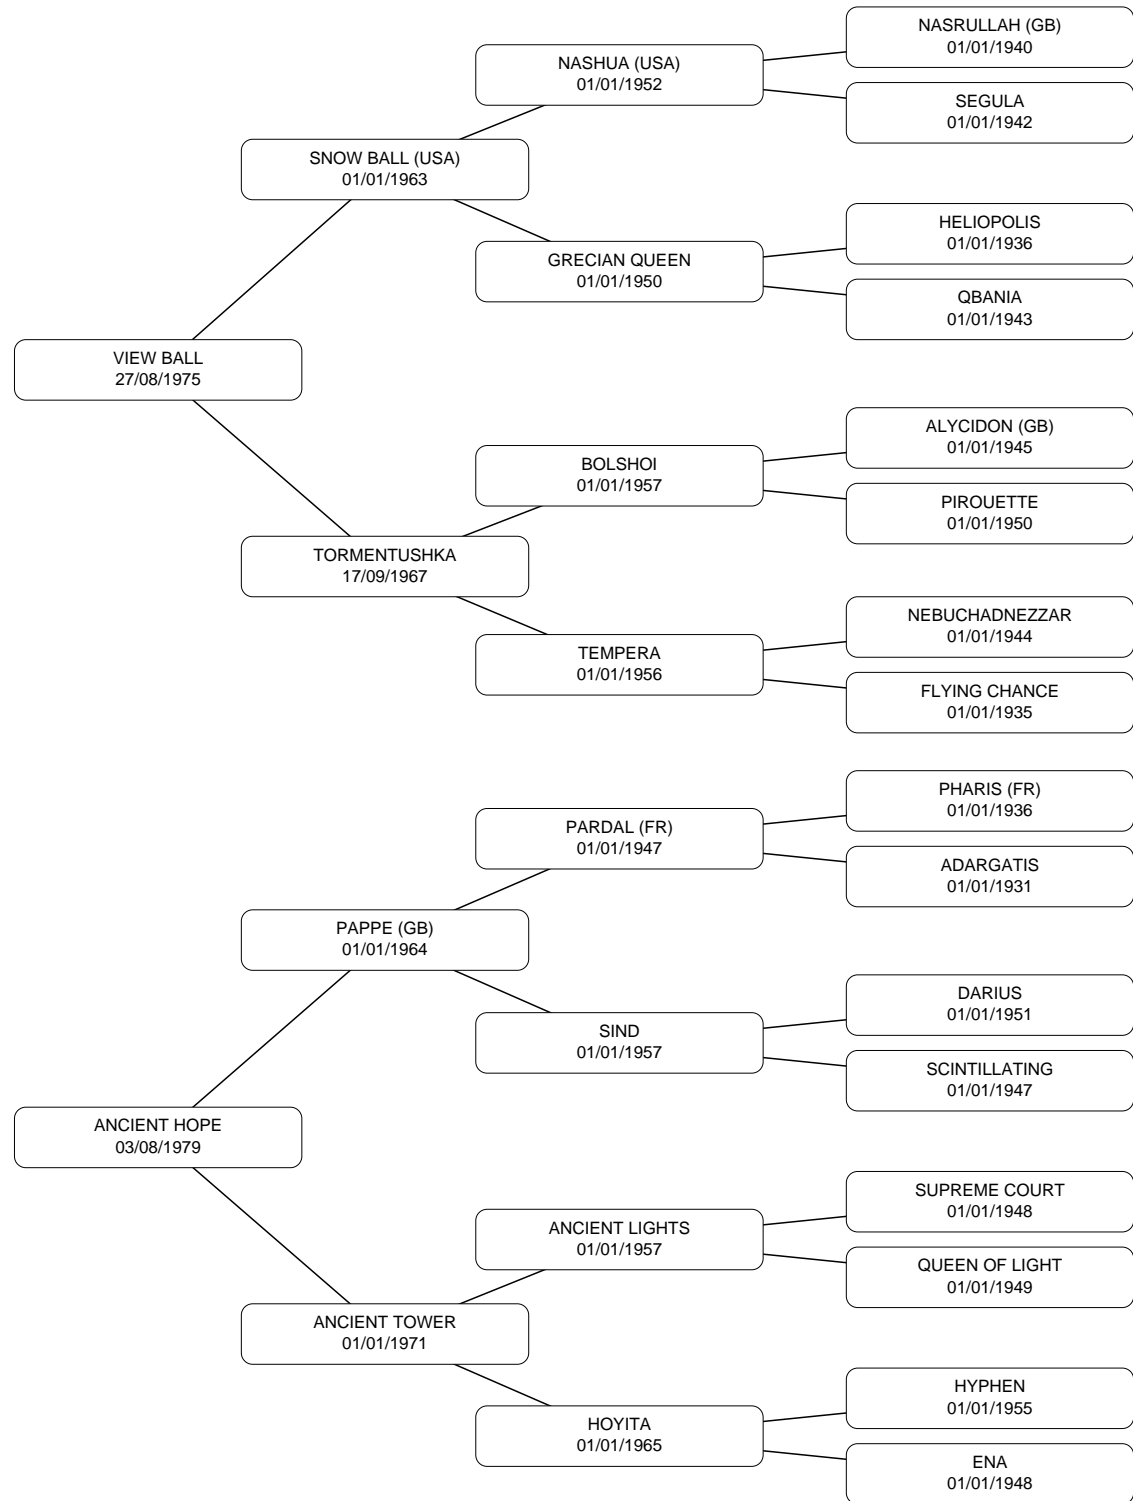 NASRULLAH (GB)
01/01/1940
NASHUA (USA)
01/01/1952
SEGULA
01/01/1942
SNOW BALL (USA)
01/01/1963
HELIOPOLIS
01/01/1936
GRECIAN QUEEN
01/01/1950
QBANIA
01/01/1943
VIEW BALL
27/08/1975
ALYCIDON (GB)
01/01/1945
BOLSHOI
01/01/1957
PIROUETTE
01/01/1950
TORMENTUSHKA
17/09/1967
NEBUCHADNEZZAR
01/01/1944
TEMPERA
01/01/1956
FLYING CHANCE
01/01/1935
PHARIS (FR)
01/01/1936
PARDAL (FR)
01/01/1947
ADARGATIS
01/01/1931
PAPPE (GB)
01/01/1964
DARIUS
01/01/1951
SIND
01/01/1957
SCINTILLATING
01/01/1947
ANCIENT HOPE
03/08/1979
SUPREME COURT
01/01/1948
ANCIENT LIGHTS
01/01/1957
QUEEN OF LIGHT
01/01/1949
ANCIENT TOWER
01/01/1971
HYPHEN
01/01/1955
HOYITA
01/01/1965
ENA
01/01/1948